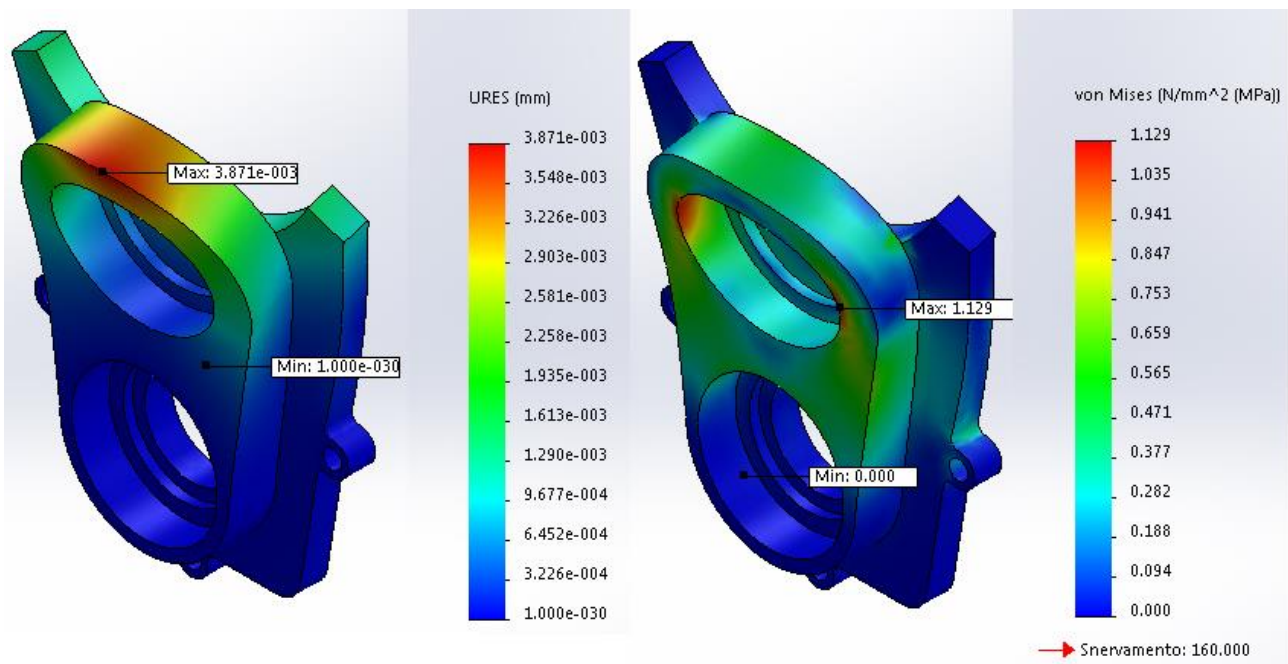 URES (mm)
3.871e-003
3.548e-003
3.226e-003
2.903e-003
2.581e-003
2.258e-003
1.935e-003
1.613e-003
1.290e-003
9.677e-004
6.452e-004
3.226e-004
1.000e-030
Max: 3.871e-003
Min: 1.000e-030
von Mises (N/mm^2 (MPa))
1.129
1.035
0.941
0.847
0.753
0.659
0.565
0.471
0.377
0.282
0.188
0.094
0.000
Max: 1.129
Min: 0.000
Snervamento: 160.000